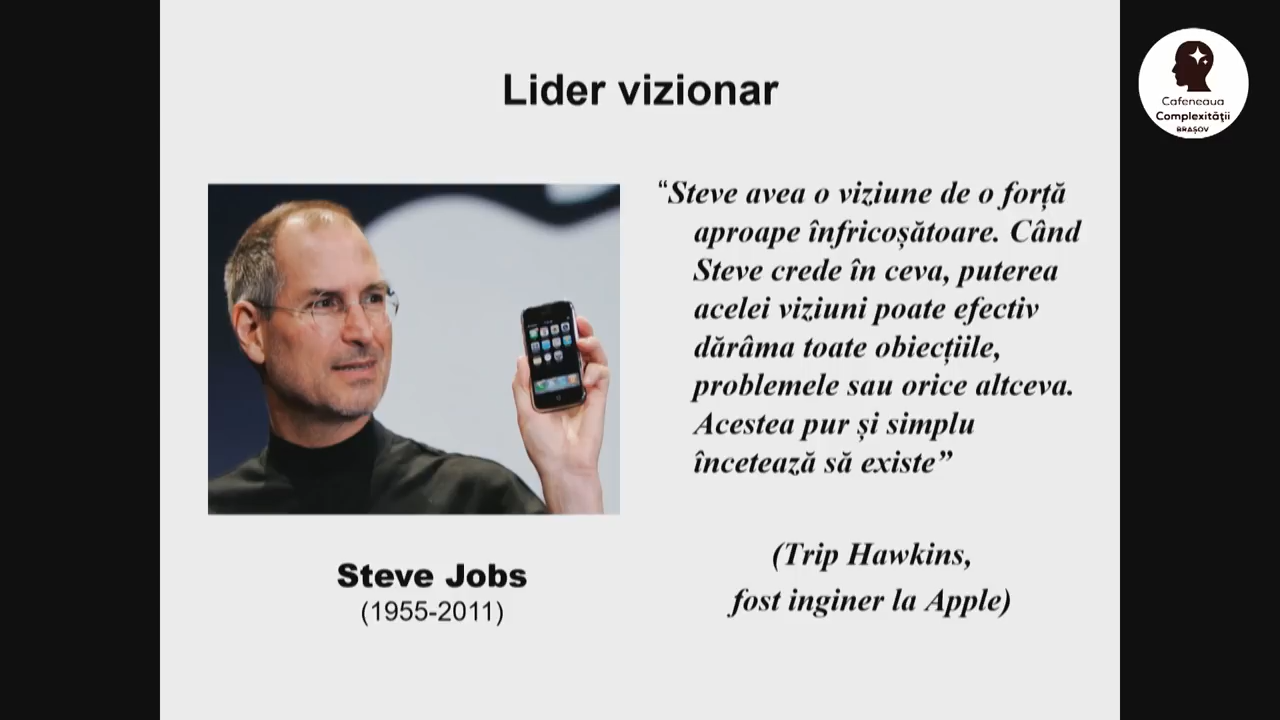 Lider vizionar
Cafeneaua
Complexității
BRAȘOV
“Steve avea o viziune de o forță
aproape înfricoșătoare. Când
Steve crede în ceva, puterea
acelei viziuni poate efectiv
dărâma toate obiecțiile,
problemele sau orice altceva.
Acestea pur și simplu
încetează să existe”
(Trip Hawkins,
fost inginer la Apple)
Steve Jobs
(1955-2011)